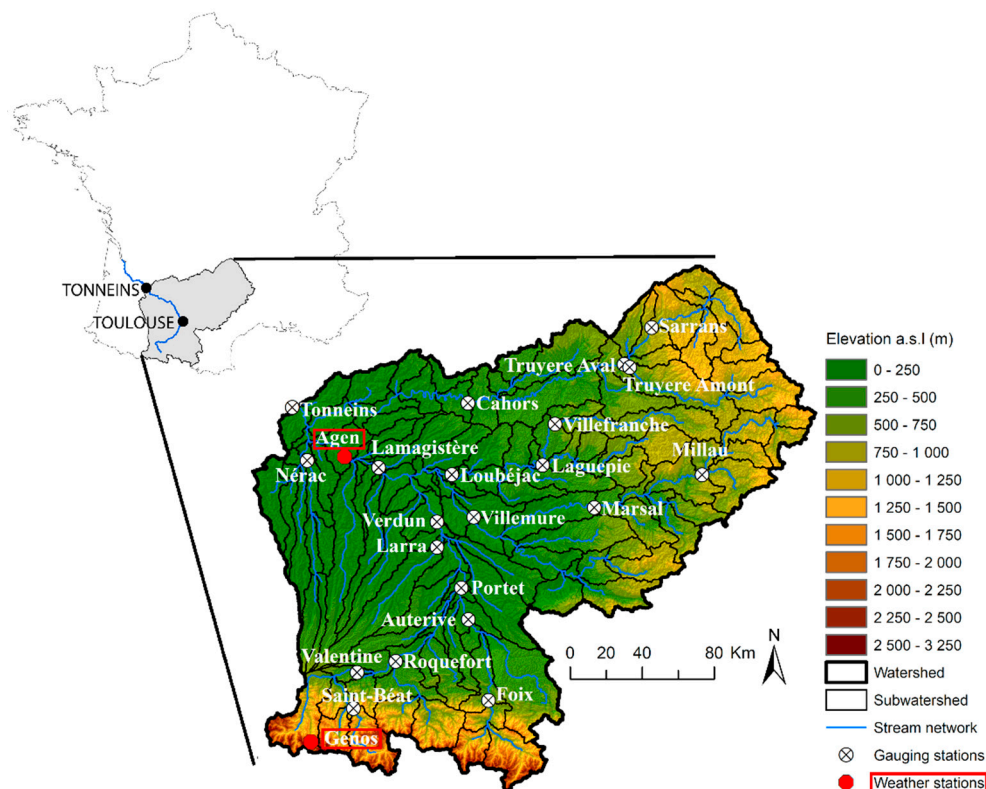 TONNEINS
TOULOUSE
Sarrans
Truyere Aval
Truyere Amont
Tonneins
Cahors
Agen
Villefranche
Lamagistère
Millau
Nérac
Loubéjac
Laguepie
Verdun
Villemure
Marsal
Larra
Portet
Auterive
Valentine
Roquefort
Saint-Béat
Foix
Génos
0 20 40 80 Km
N
Elevation a.s.l (m)
0 - 250
250 - 500
500 - 750
750 - 1 000
1 000 - 1 250
1 250 - 1 500
1 500 - 1 750
1 750 - 2 000
2 000 - 2 250
2 250 - 2 500
2 500 - 3 250
Watershed
Subwatershed
Stream network
Gauging stations
Weather stations